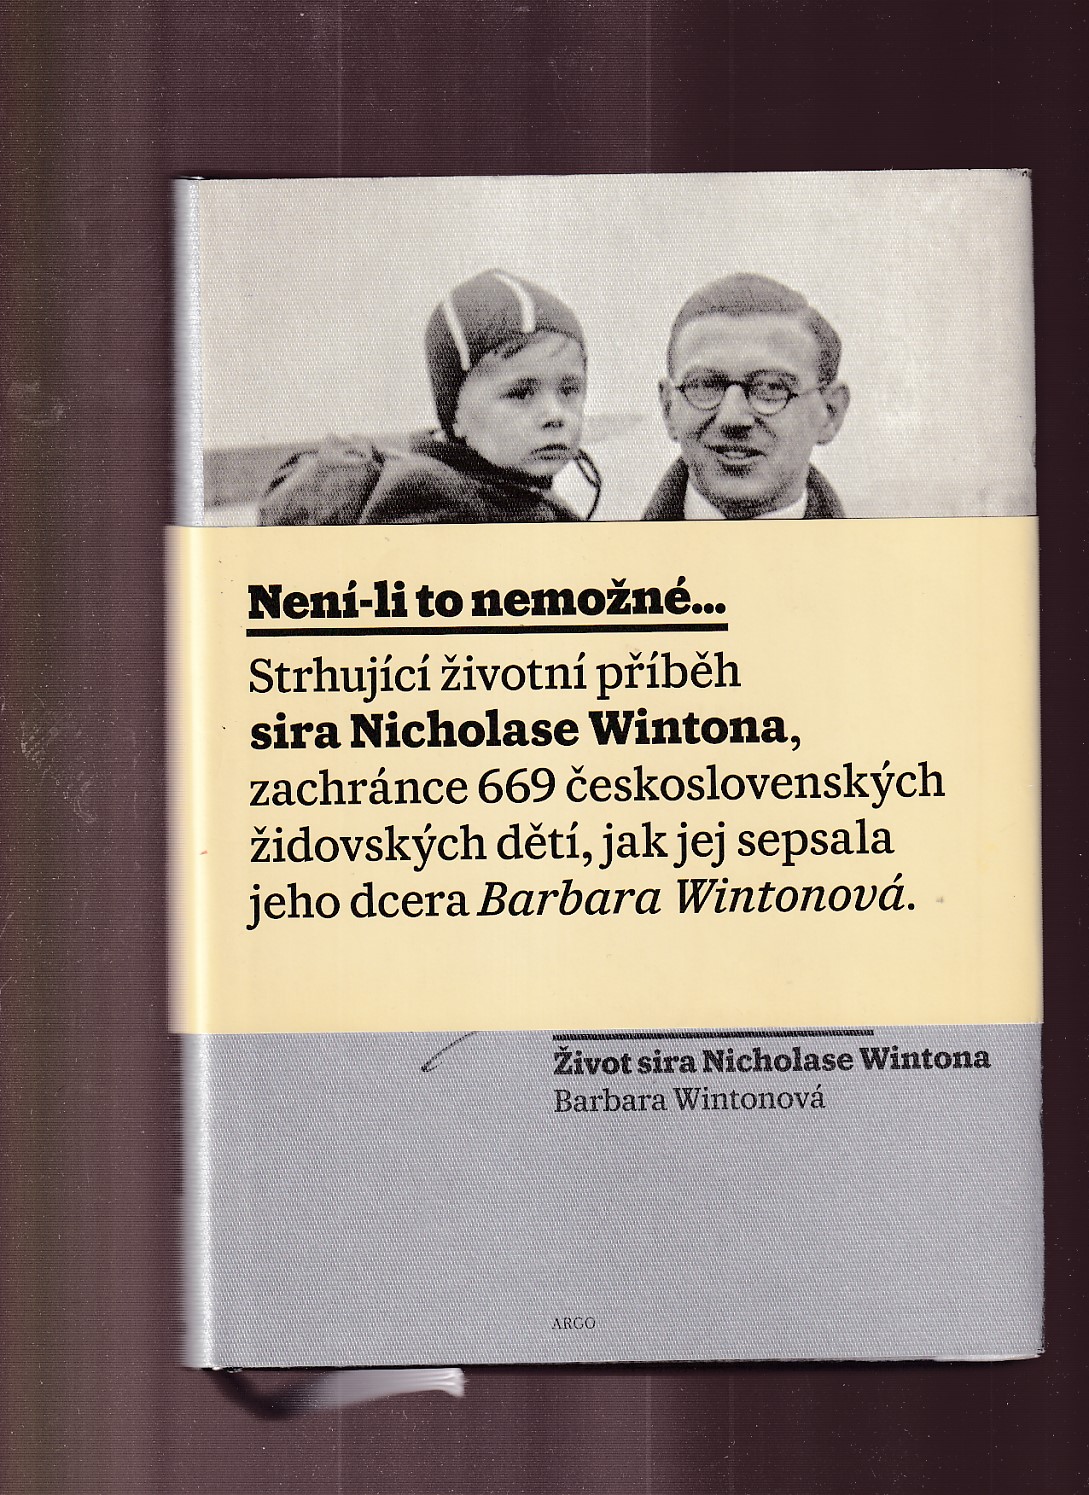 Není-li to nemožné...
Strhující životní příběh
sira Nicholase Wintona,
zachránce 669 československých
židovských dětí, jak jej sepsala
jeho dcera Barbara Wintonová.
Život sira Nicholase Wintona
Barbara Wintonová
ARGO